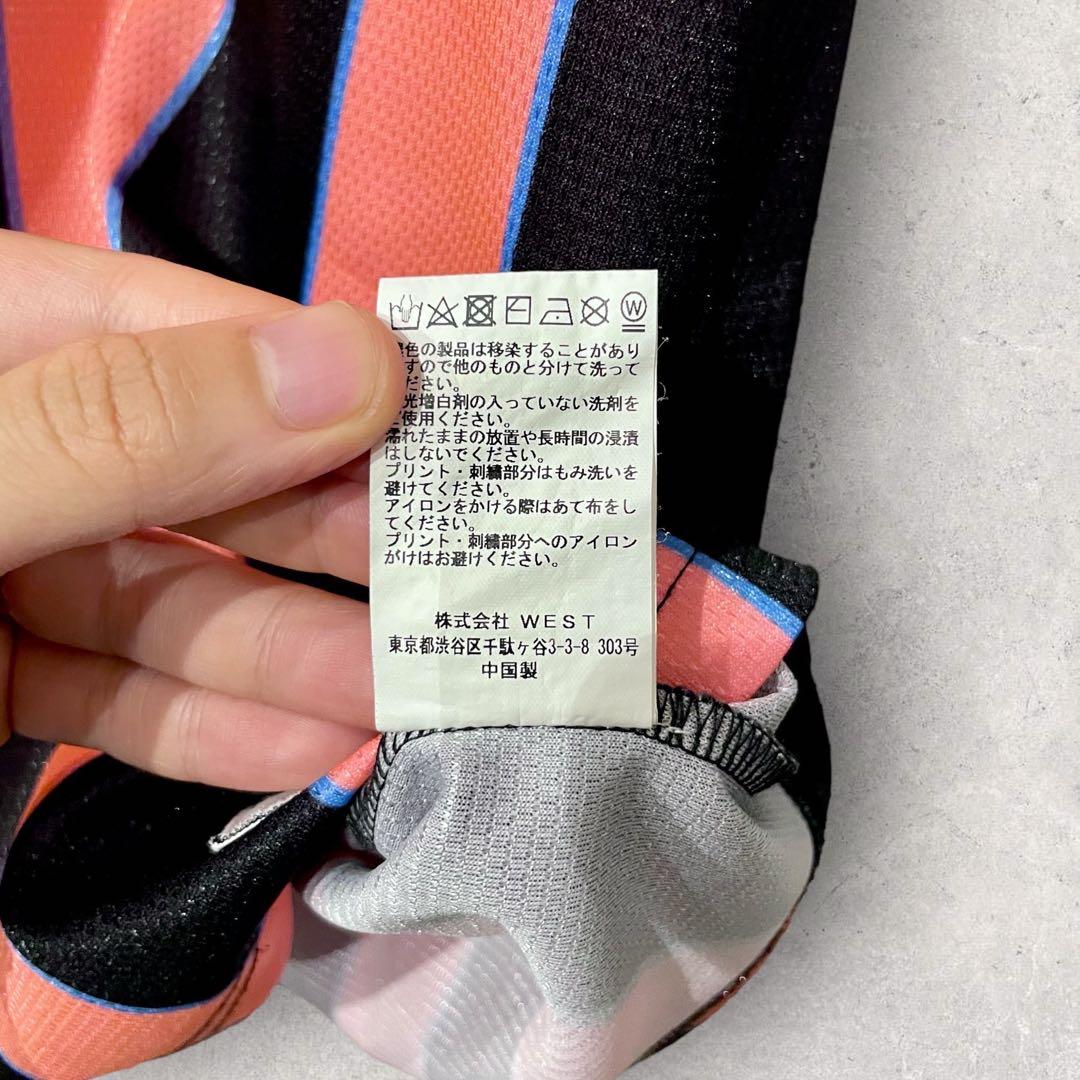 W
色の製品は移染することがあり
すので他のものと分けて洗って
ださい。
光増白剤の入っていない洗剤を
ご使用ください。
濡れたままの放置や長時間の浸漬
はしないでください。
プリント・刺繍部分はもみ洗いを
避けてください。
アイロンをかける際はあて布をし
てください。
プリント・刺繍部分へのアイロン
がけはお避けください。
株式会社 WEST
東京都渋谷区千駄ヶ谷3-3-8 303号
中国製